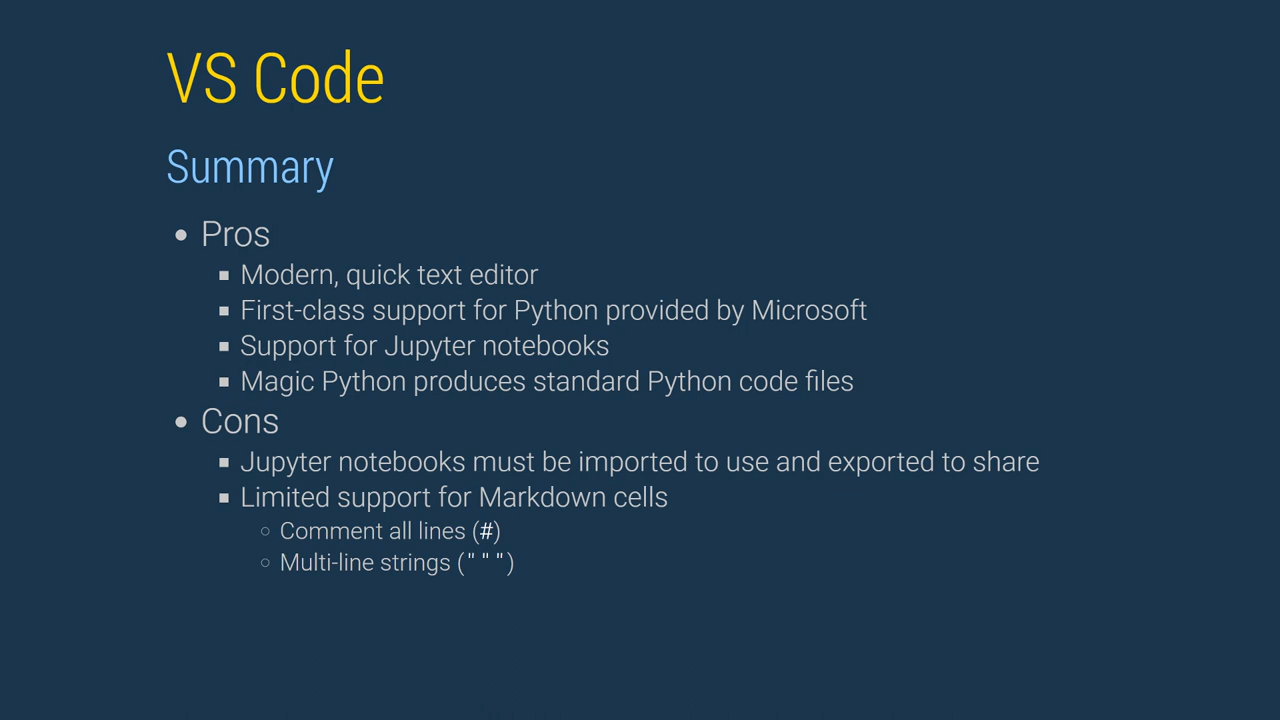 VS Code
Summary
• Pros
▪ Modern, quick text editor
▪ First-class support for Python provided by Microsoft
▪ Support for Jupyter notebooks
▪ Magic Python produces standard Python code files
• Cons
▪ Jupyter notebooks must be imported to use and exported to share
▪ Limited support for Markdown cells
◦ Comment all lines (#)
◦ Multi-line strings (""")